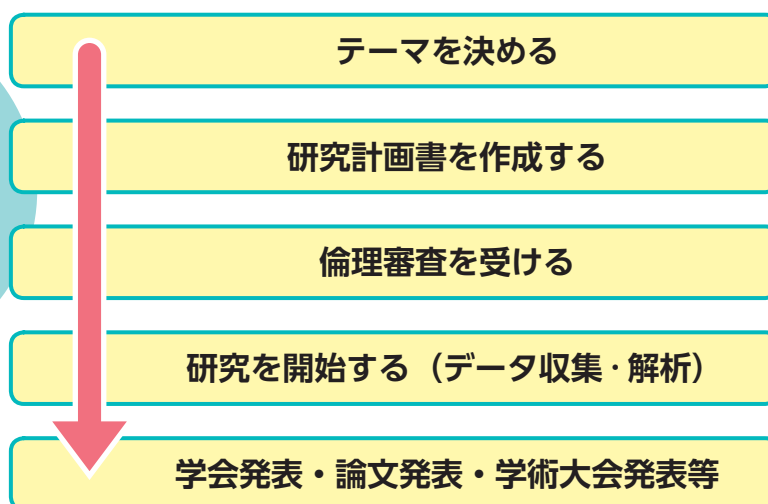 テーマを決める
研究計画書を作成する
倫理審査を受ける
研究を開始する（データ収集・解析）
学会発表・論文発表・学術大会発表等